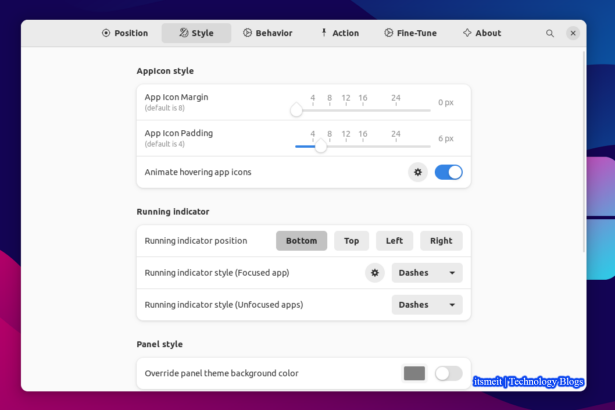 Position Style Behavior Action Fine-Tune About
AppIcon style
App Icon Margin
(default is 8)
4 8 12 16 24
0 px
App Icon Padding
(default is 4)
4 8 12 16 24
6 px
Animate hovering app icons
Running indicator
Running indicator position Bottom Top Left Right
Running indicator style (Focused app) Dashes
Running indicator style (Unfocused apps) Dashes
Panel style
Override panel theme background color
itsmeit | Technology Blogs